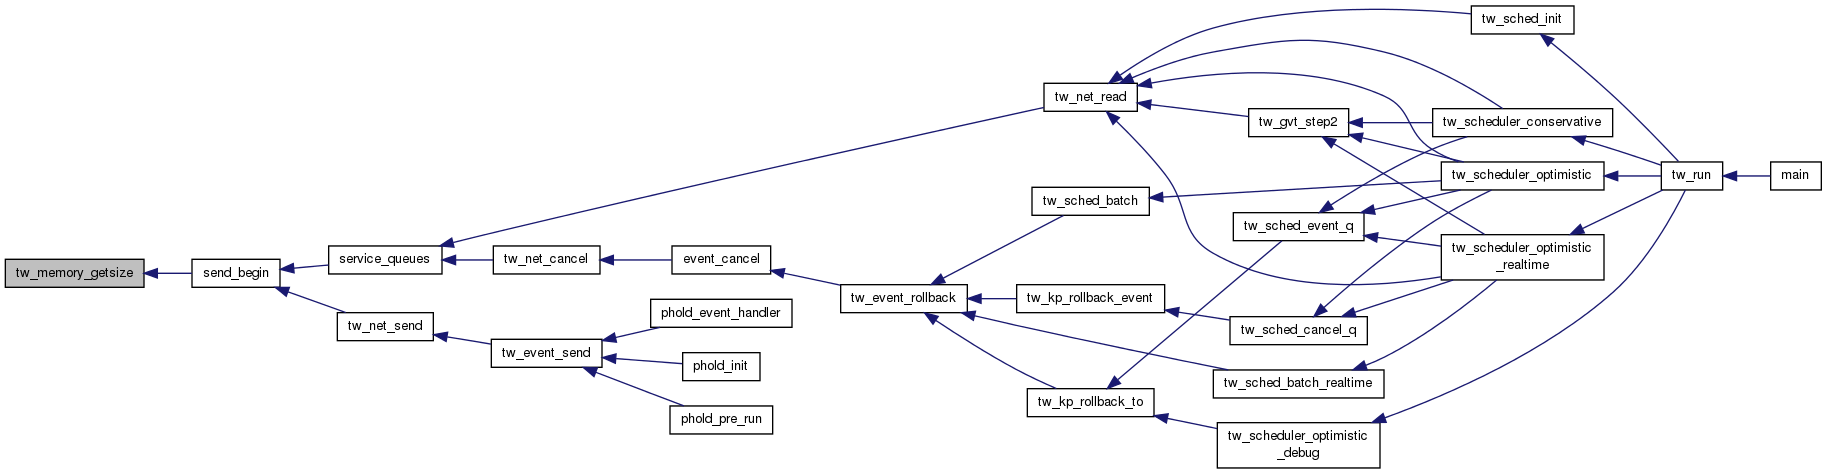 tw_sched_init
tw_net_read
tw_gvt_step2
tw_scheduler_conservative
tw_scheduler_optimistic
tw_run
main
tw_sched_batch
tw_sched_event_q
tw_scheduler_optimistic
_realtime
tw_memory_getsize
send_begin
service_queues
tw_net_cancel
event_cancel
tw_event_rollback
tw_kp_rollback_event
tw_net_send
phold_event_handler
tw_sched_cancel_q
tw_event_send
phold_init
tw_sched_batch_realtime
tw_kp_rollback_to
phold_pre_run
tw_scheduler_optimistic
_debug